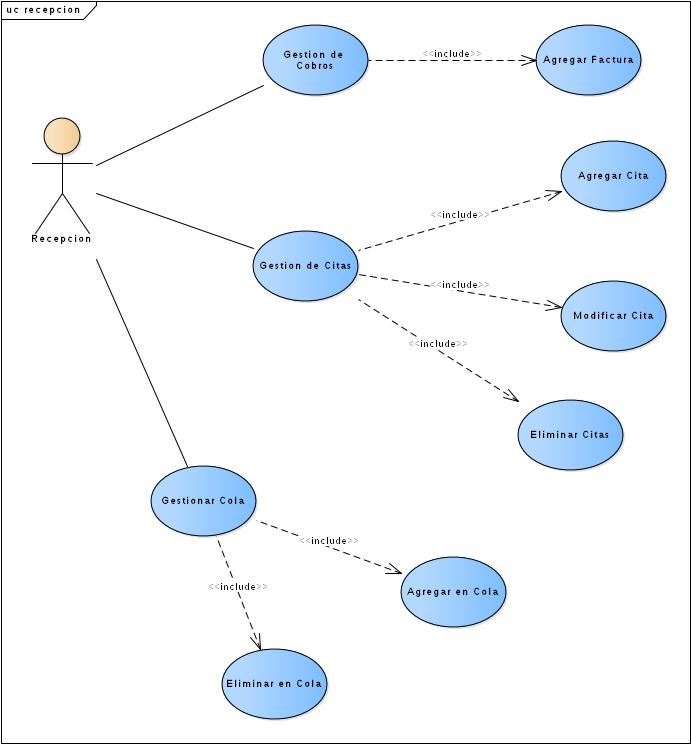 uc recepcion
Gestion de
Cobros
<<include>>
Agregar Factura
Recepcion
Agregar Cita
<<include>>
Gestion de Citas
<<include>>
Modificar Cita
<<include>>
Eliminar Citas
Gestionar Cola
<<include>>
<<include>>
Agregar en Cola
Eliminar en Cola